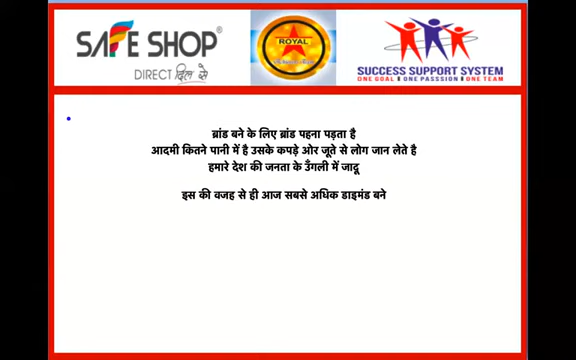 SAFE SHOP
DIRECT दिल से
ROYAL
SUCCESS SUPPORT SYSTEM
ONE GOAL ONE PASSION ONE TEAM
ब्रांड बने के लिए ब्रांड पहना पड़ता है
आदमी कितने पानी में है उसके कपड़े ओर जूते से लोग जान लेते है
हमारे देश की जनता के उँगली में जादू
इस की वजह से ही आज सबसे अधिक डाइमंड बने